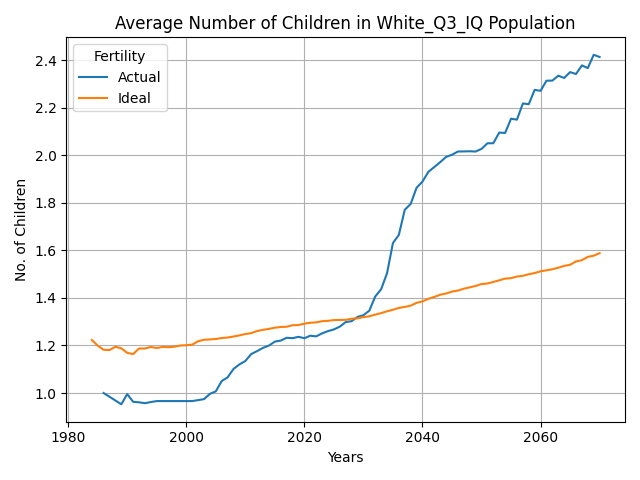 Average Number of Children in White_Q3_IQ Population
Fertility
Actual
Ideal
No. of Children
2.4
2.2
2.0
1.8
1.6
1.4
1.2
1.0
1980 2000 2020 2040 2060
Years